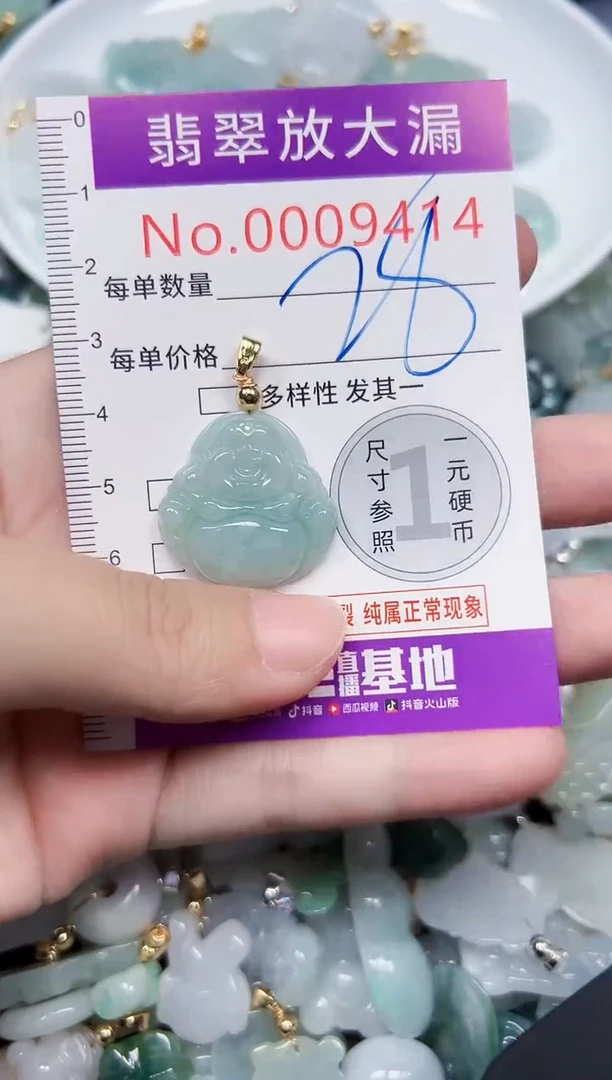 翡翠放大漏
No.0009414
每单数量
28
每单价格
多样性 发其一
0
1
2
3
4
5
6
尺寸参照
1
一元硬币
裂 纯属正常现象
直播基地
抖音 西瓜视频 抖音火山版